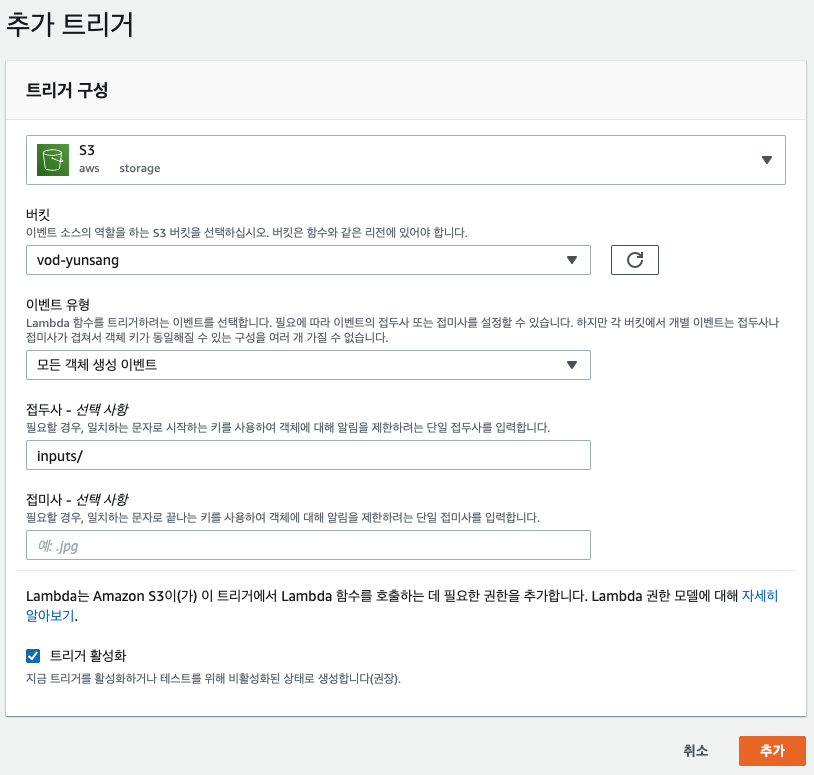 추가 트리거
트리거 구성
S3
aws storage
버킷
이벤트 소스의 역할을 하는 S3 버킷을 선택하십시오. 버킷은 함수와 같은 리전에 있어야 합니다.
vod-yunsang
이벤트 유형
Lambda 함수를 트리거하려는 이벤트를 선택합니다. 필요에 따라 이벤트의 접두사 또는 접미사를 설정할 수 있습니다. 하지만 각 버킷에서 개별 이벤트는 접두사나
접미사가 겹쳐서 객체 키가 동일해질 수 있는 구성을 여러 개 가질 수 없습니다.
모든 객체 생성 이벤트
접두사 - 선택 사항
필요할 경우, 일치하는 문자로 시작하는 키를 사용하여 객체에 대해 알림을 제한하려는 단일 접두사를 입력합니다.
inputs/
접미사 - 선택 사항
필요할 경우, 일치하는 문자로 끝나는 키를 사용하여 객체에 대해 알림을 제한하려는 단일 접미사를 입력합니다.
예: .jpg
Lambda는 Amazon S3이(가) 이 트리거에서 Lambda 함수를 호출하는 데 필요한 권한을 추가합니다. Lambda 권한 모델에 대해 자세히
알아보기.
트리거 활성화
지금 트리거를 활성화하거나 테스트를 위해 비활성화된 상태로 생성합니다(권장).
취소 추가